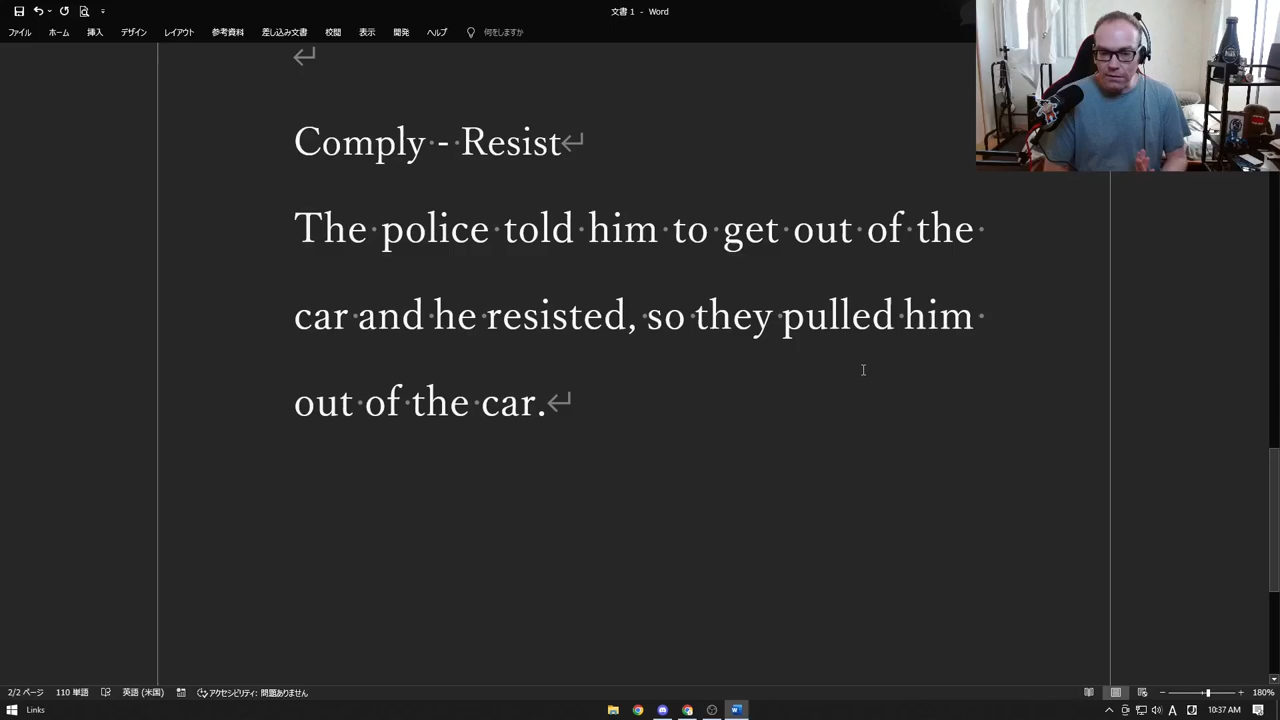 文書 1 - Word
ファイル ホーム 挿入 デザイン レイアウト 参考資料 差し込み文書 校閲 表示 開発 ヘルプ 何をしますか
Comply - Resist
The police told him to get out of the
car and he resisted, so they pulled him
out of the car.
2/2 ページ 110 単語 英語 (米国) アクセシビリティ: 問題ありません 180%
Links A 10:37 AM